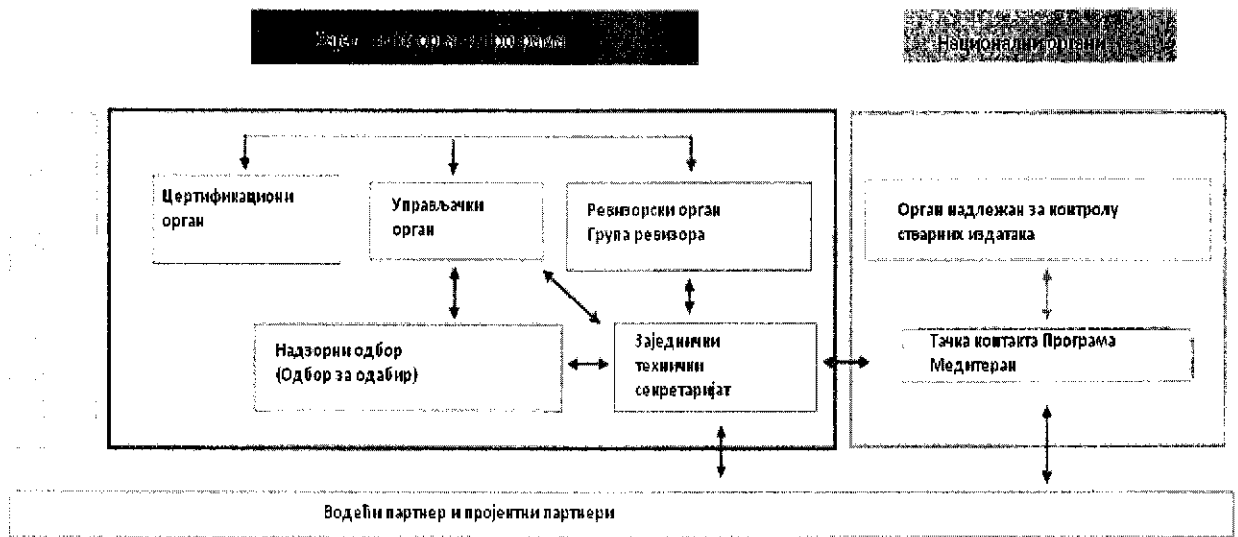 Национални органи
Цертификациони
орган
Управљачки
орган
Ревизорски орган
Група ревизора
Орган надлежан за контролу
стварних издатака
Надзорни одбор
(Одбор за одабир)
Заједнички
технички
секретаријат
Тачка контакта Програма
Медитеран
Водећи партнер и пројентни партнери